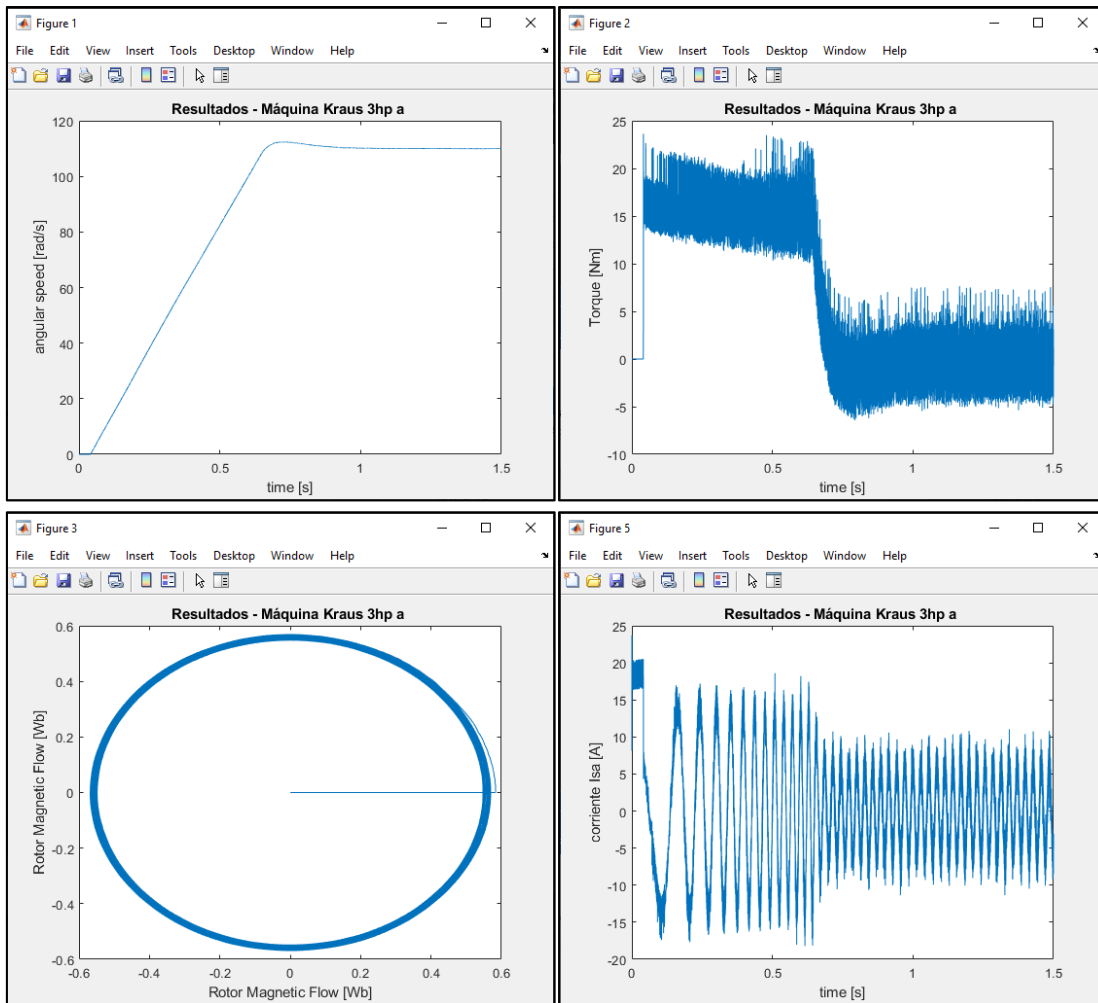 Figure 1
File Edit View Insert Tools Desktop Window Help
Resultados - Máquina Kraus 3hp a
120
100
80
60
40
20
0
angular speed [rad/s]
0 0.5 1 1.5
time [s]
Figure 2
File Edit View Insert Tools Desktop Window Help
Resultados - Máquina Kraus 3hp a
25
20
15
10
5
0
-5
-10
Torque [Nm]
0 0.5 1 1.5
time [s]
Figure 3
File Edit View Insert Tools Desktop Window Help
Resultados - Máquina Kraus 3hp a
0.6
0.4
0.2
0
-0.2
-0.4
-0.6
Rotor Magnetic Flow [Wb]
-0.6 -0.4 -0.2 0 0.2 0.4 0.6
Rotor Magnetic Flow [Wb]
Figure 5
File Edit View Insert Tools Desktop Window Help
Resultados - Máquina Kraus 3hp a
25
20
15
10
5
0
-5
-10
-15
-20
corriente Isa [A]
0 0.5 1 1.5
time [s]